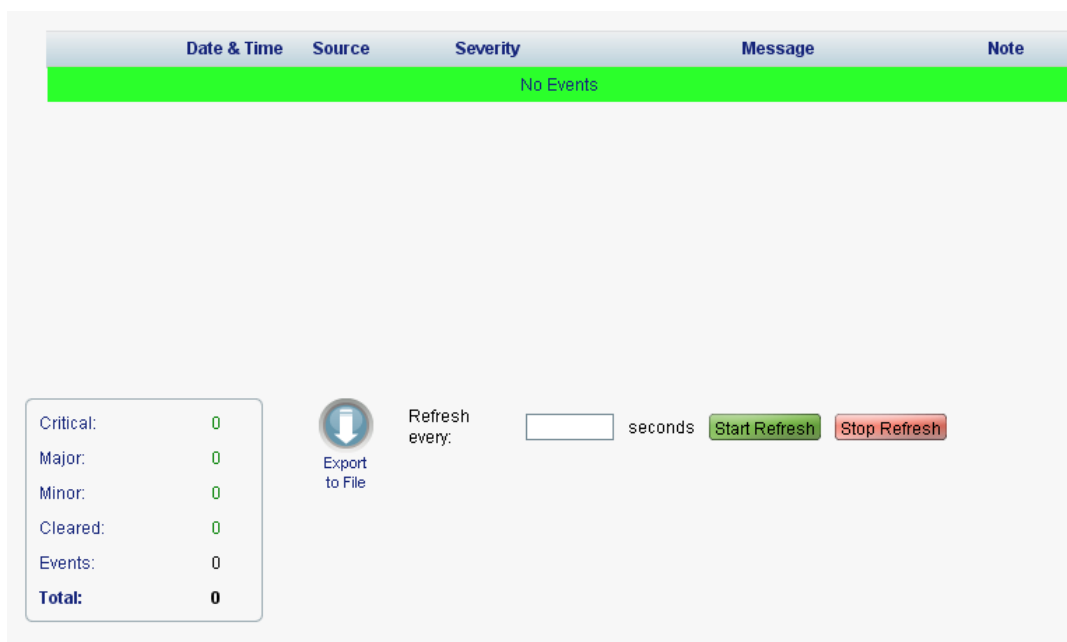 Date & Time Source Severity Message Note
No Events
Critical: 0
Major: 0
Minor: 0
Cleared: 0
Events: 0
Total: 0
Export
to File
Refresh
every:
seconds Start Refresh Stop Refresh